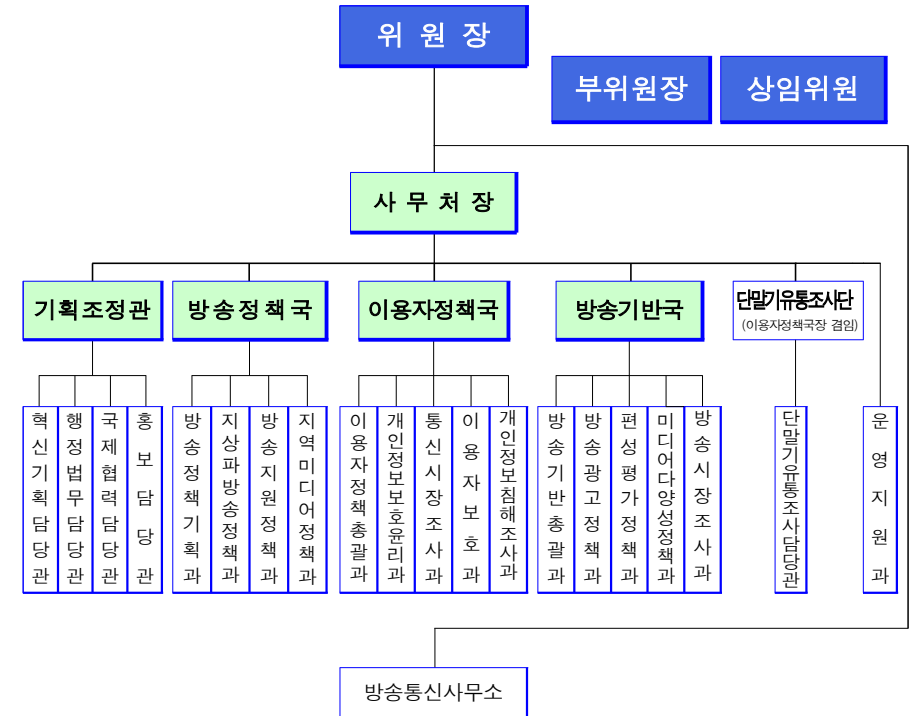 위 원 장
부위원장
상임위원
사 무 처 장
기획조정관
방송정책국
이용자정책국
방송기반국
단말기유통조사단
(이용자정책국장 겸임)
혁신기획담당관
행정법무담당관
국제협력담당관
홍보담당관
방송정책기획과
지상파방송정책과
방송지원정책과
지역미디어정책과
이용자정책총괄과
개인정보보호윤리과
통신시장조사과
이용자보호과
개인정보침해조사과
방송기반총괄과
방송광고정책과
편성평가정책과
미디어다양성정책과
방송시장조사과
단말기유통조사담당관
운영지원과
방송통신사무소